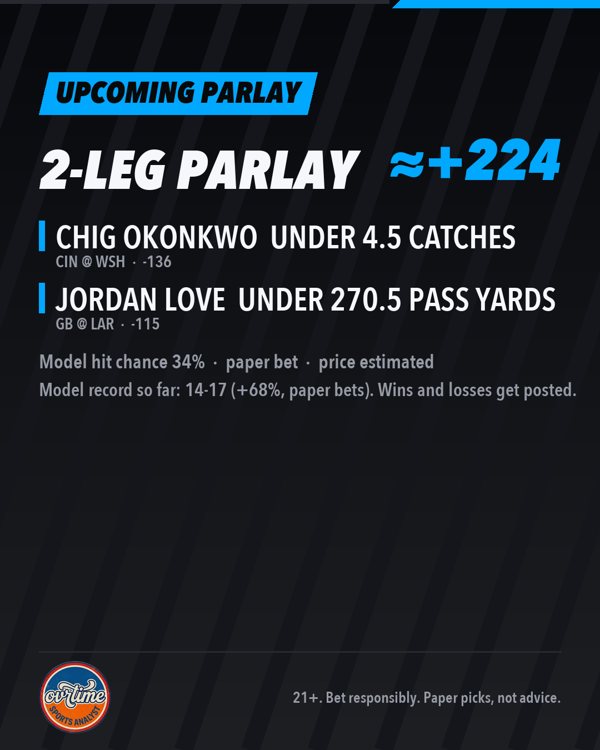 UPCOMING PARLAY
2-LEG PARLAY ≈+224
CHIG OKONKWO UNDER 4.5 CATCHES
CIN @ WSH · -136
JORDAN LOVE UNDER 270.5 PASS YARDS
GB @ LAR · -115
Model hit chance 34% · paper bet · price estimated
Model record so far: 14-17 (+68%, paper bets). Wins and losses get posted.
ovrtime
SPORTS ANALYST
21+. Bet responsibly. Paper picks, not advice.